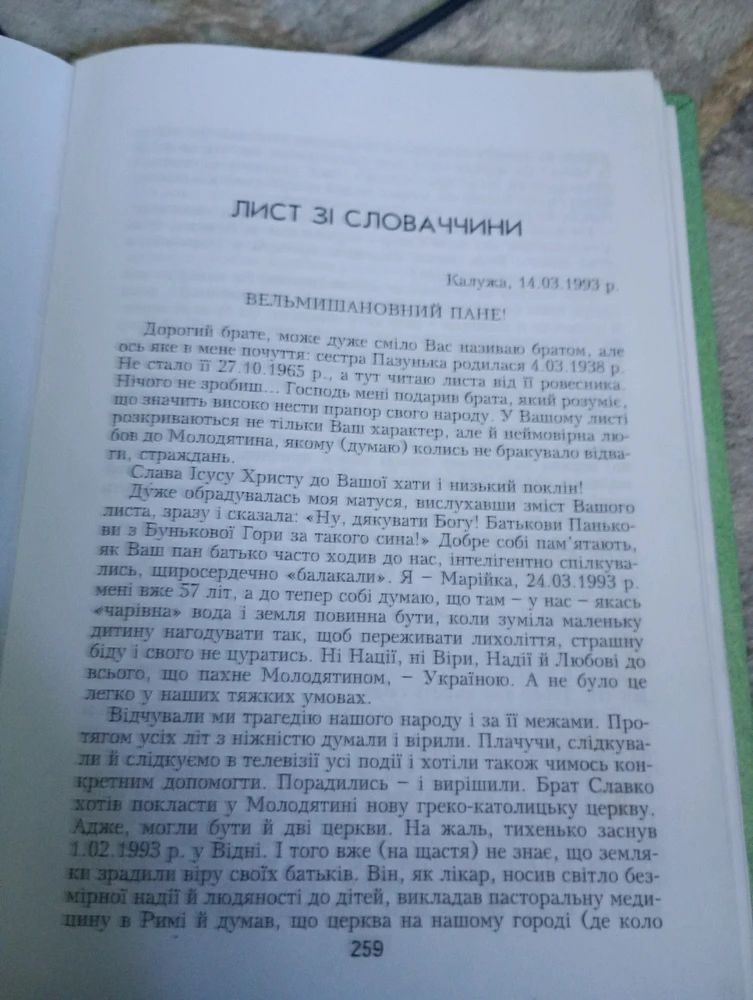 ЛИСТ ЗІ СЛОВАЧЧИНИ
Калужа, 14.03.1993 р.
ВЕЛЬМИШАНОВНИЙ ПАНЕ!
Дорогий брате, може дуже сміло Вас називаю братом, але
ось яке в мене почуття: сестра Пазунька родилася 4.03.1938 р.
Не стало її 27.10.1965 р., а тут читаю листа від її ровесника.
Нічого не зробиш... Господь мені подарив брата, який розуміє,
що значить високо нести прапор свого народу. У Вашому листі
розкриваються не тільки Ваш характер, але й неймовірна лю-
бов до Молодятина, якому (думаю) колись не бракувало відва-
ги, страждань.
Слава Ісусу Христу до Вашої хати і низький поклін!
Дуже обрадувалась моя матуся, вислухавши зміст Вашого
листа, зразу і сказала: «Ну, дякувати Богу! Батькови Панько-
ви з Бунькової Гори за такого сина!» Добре собі пам'ятають,
як Ваш пан батько часто ходив до нас, інтелігентно спілкува-
лись, щиросердечно «балакали». Я – Марійка, 24.03.1993 р.
мені вже 57 літ, а до тепер собі думаю, що там – у нас – якась
«чарівна» вода і земля повинна бути, коли зуміла маленьку
дитину нагодувати так, щоб переживати лихоліття, страшну
біду і свого не цуратись. Ні Нації, ні Віри, Надії й Любові до
всього, що пахне Молодятином, – Україною. А не було це
легко у наших тяжких умовах.
Відчували ми трагедію нашого народу і за її межами. Про-
тягом усіх літ з ніжністю думали і вірили. Плачучи, слідкува-
ли й слідкуємо в телевізії усі події і хотіли також чимось кон-
кретним допомогти. Порадились – і вирішили. Брат Славко
хотів покласти у Молодятині нову греко-католицьку церкву.
Адже, могли бути й дві церкви. На жаль, тихенько заснув
1.02.1993 р. у Відні. І того вже (на щастя) не знає, що земля-
ки зрадили віру своїх батьків. Він, як лікар, носив світло без-
мірної надії й людяності до дітей, викладав пасторальну меди-
цину в Римі й думав, що церква на нашому городі (де коло
259